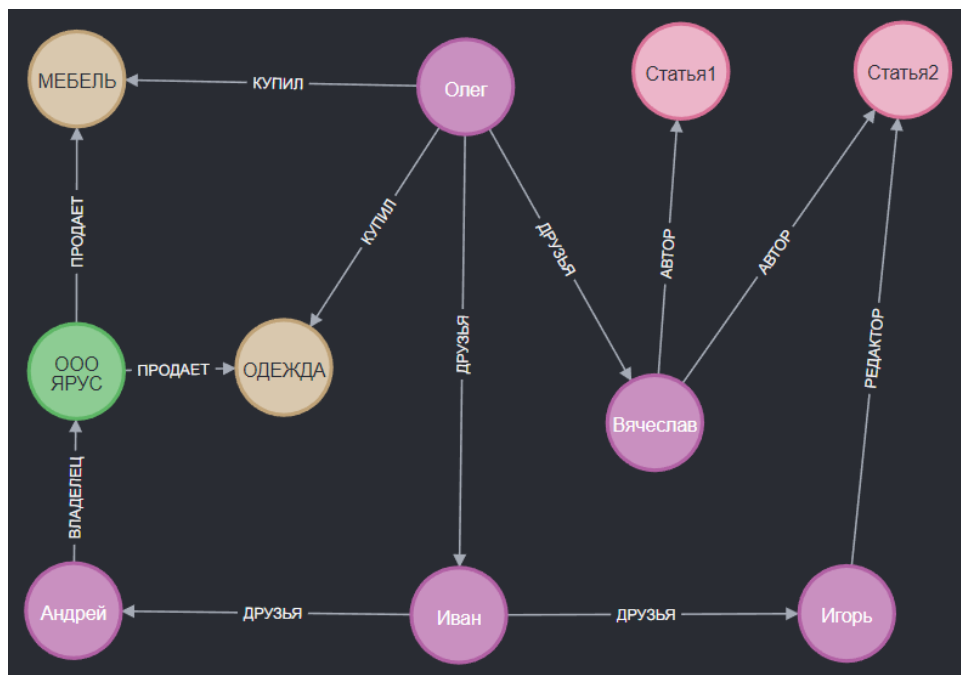 МЕБЕЛЬ
КУПИЛ
Олег
Статья1
Статья2
ПРОДАЕТ
КУПИЛ
ДРУЗЬЯ
АВТОР
АВТОР
ДРУЗЬЯ
РЕДАКТОР
ООО
ЯРУС
ПРОДАЕТ
ОДЕЖДА
Вячеслав
ВЛАДЕЛЕЦ
Андрей
ДРУЗЬЯ
Иван
ДРУЗЬЯ
Игорь